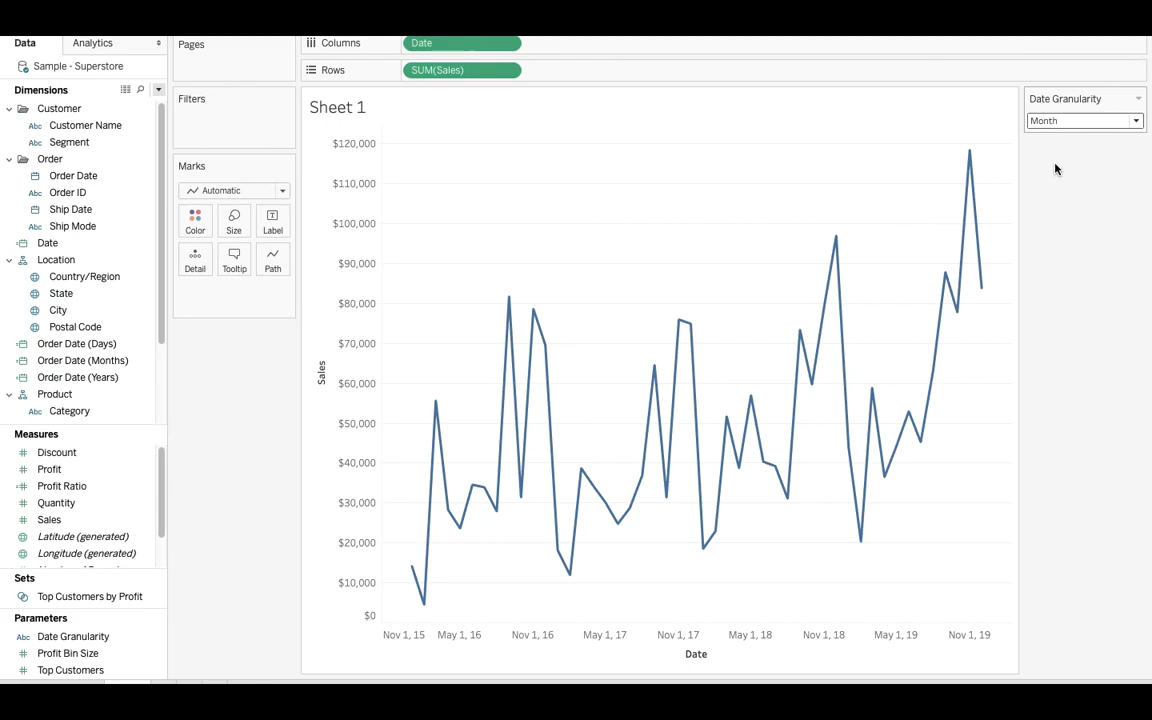 Data
Analytics
Sample - Superstore
Dimensions
Customer
Abc Customer Name
Abc Segment
Order
Order Date
Abc Order ID
Ship Date
Abc Ship Mode
Date
Location
Country/Region
State
City
Postal Code
Order Date (Days)
Order Date (Months)
Order Date (Years)
Product
Abc Category
Measures
Discount
Profit
Profit Ratio
Quantity
Sales
Latitude (generated)
Longitude (generated)
Sets
Top Customers by Profit
Parameters
Abc Date Granularity
Profit Bin Size
Top Customers
Pages
Filters
Marks
Automatic
Color
Size
Label
Detail
Tooltip
Path
Columns
Date
Rows
SUM(Sales)
Sheet 1
$120,000
$110,000
$100,000
$90,000
$80,000
$70,000
$60,000
$50,000
$40,000
$30,000
$20,000
$10,000
$0
Sales
Nov 1, 15 May 1, 16 Nov 1, 16 May 1, 17 Nov 1, 17 May 1, 18 Nov 1, 18 May 1, 19 Nov 1, 19
Date
Date Granularity
Month